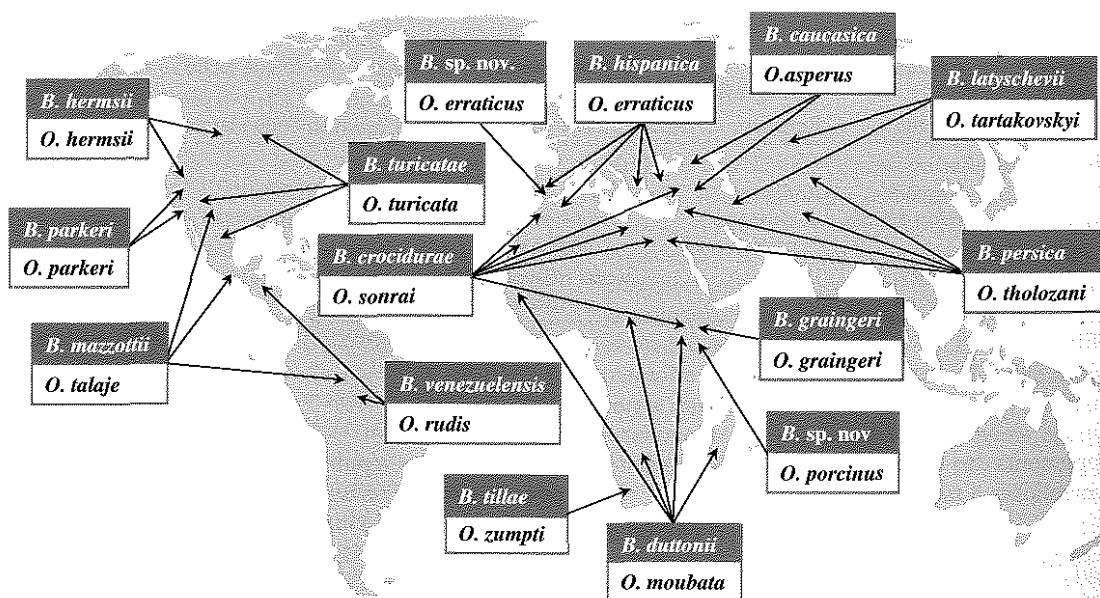 B. caucasica
O.asperus
B. sp. nov.
O. erraticus
B. hispanica
O. erraticus
B. latyschevii
O. tartakovskyi
B. hermsii
O. hermsii
B. turicatae
O. turicata
B. parkeri
O. parkeri
B. crocidurae
O. sonrai
B. persica
O. tholozani
B. graingeri
O. graingeri
B. mazzottii
O. talaje
B. venezuelensis
O. rudis
B. sp. nov
O. porcinus
B. tillae
O. zumpti
B. duttonii
O. moubata